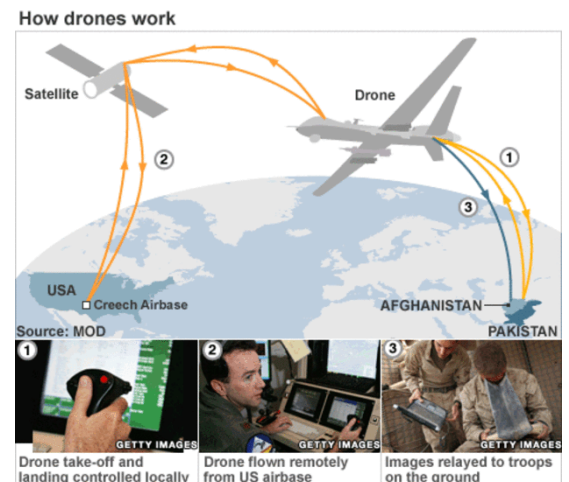 How drones work
Satellite
Drone
1
2
3
USA
Creech Airbase
AFGHANISTAN
Source: MOD
PAKISTAN
1
2
3
GETTY IMAGES
GETTY IMAGES
GETTY IMAGES
Drone take-off and
landing controlled locally
Drone flown remotely
from US airbase
Images relayed to troops
on the ground